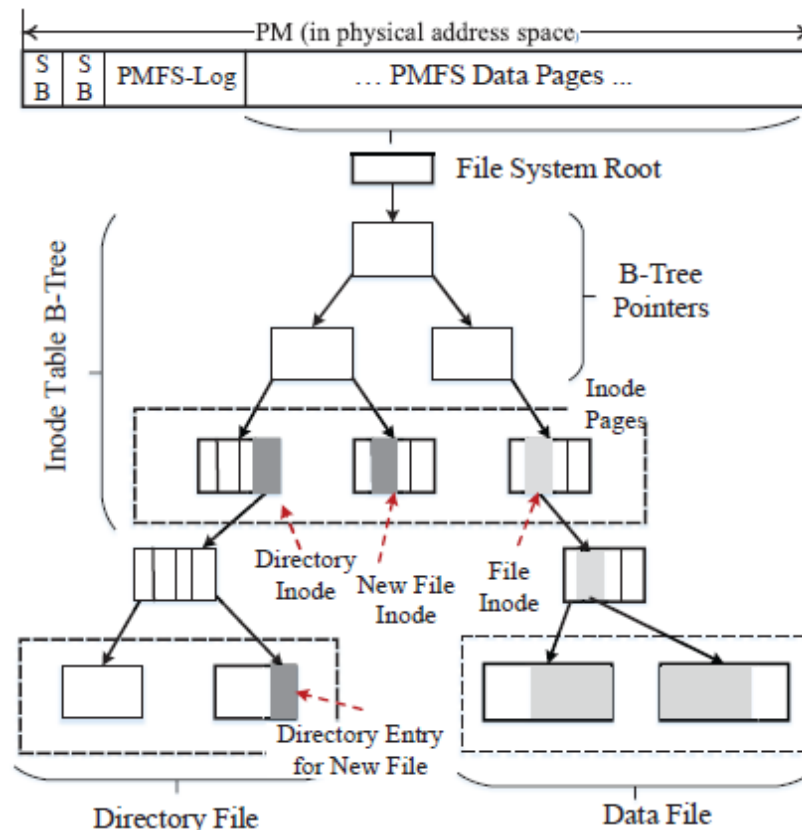 PM (in physical address space)
S
B
S
B
PMFS-Log
... PMFS Data Pages ...
File System Root
Inode Table B-Tree
B-Tree
Pointers
Inode
Pages
Directory
Inode
New File
Inode
File
Inode
Directory Entry
for New File
Directory File
Data File